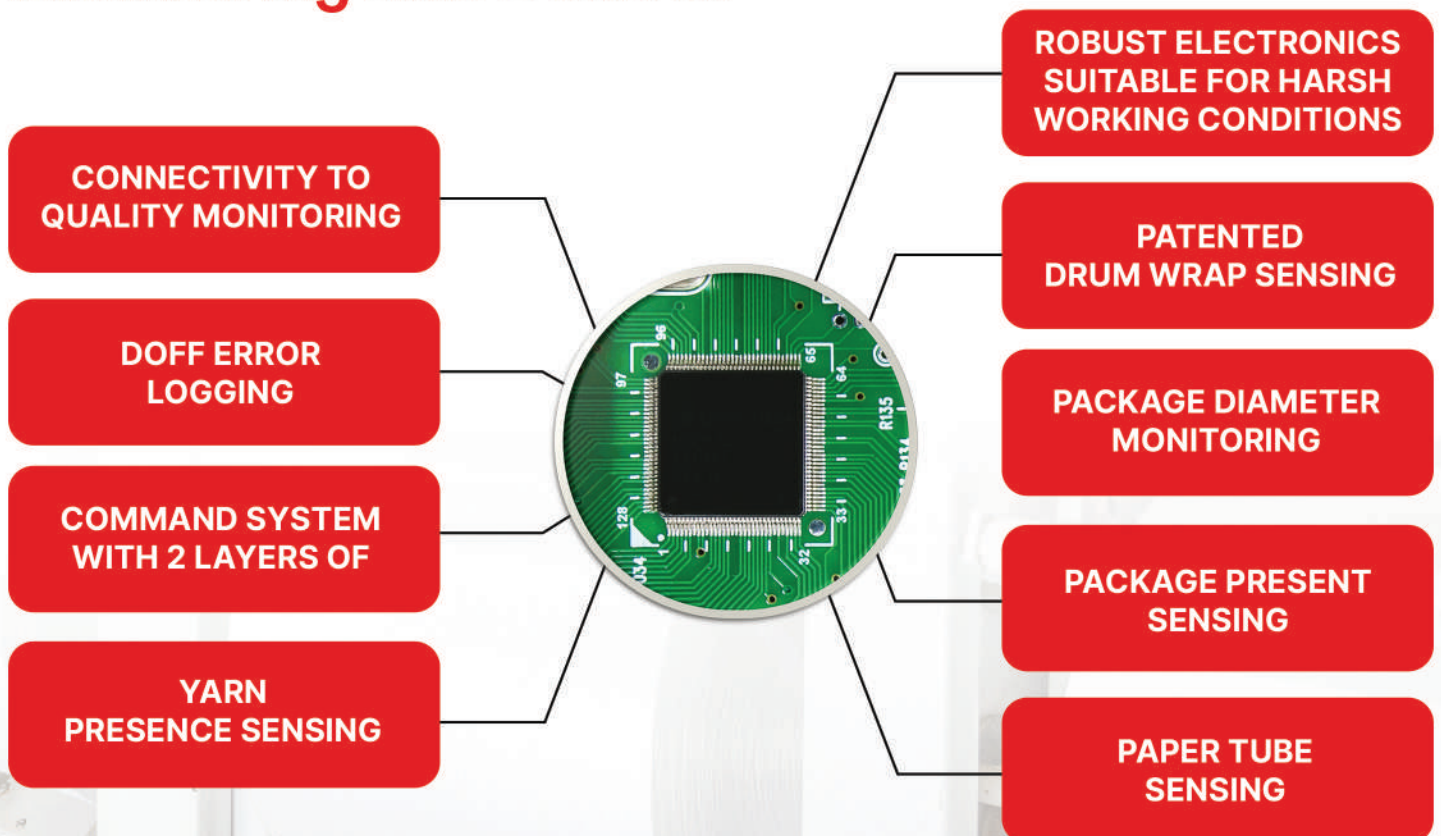 CONNECTIVITY TO
QUALITY MONITORING
DOFF ERROR
LOGGING
COMMAND SYSTEM
WITH 2 LAYERS OF
YARN
PRESENCE SENSING
ROBUST ELECTRONICS
SUITABLE FOR HARSH
WORKING CONDITIONS
PATENTED
DRUM WRAP SENSING
PACKAGE DIAMETER
MONITORING
PACKAGE PRESENT
SENSING
PAPER TUBE
SENSING
96
65
97
64
R135
R134
128
33
1
32
U34